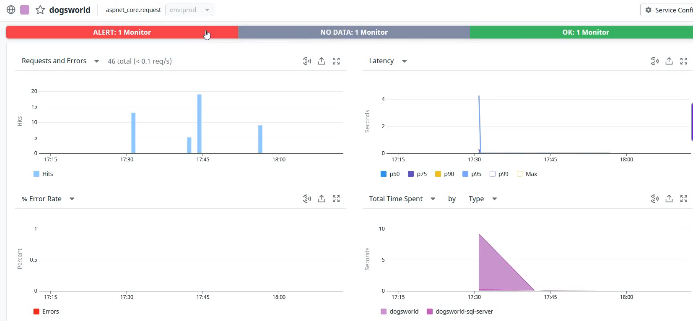 dogsworld aspnet_core.request env:prod Service Conf
ALERT: 1 Monitor NO DATA: 1 Monitor OK: 1 Monitor
Requests and Errors 46 total (< 0.1 req/s)
Hits
20
15
10
5
0
17:15 17:30 17:45 18:00
Hits
Latency
Seconds
4
2
0
17:15 17:30 17:45 18:00
p50 p75 p90 p95 p99 Max
% Error Rate
Percent
1
0.5
0
17:15 17:30 17:45 18:00
Errors
Total Time Spent by Type
Seconds
10
5
0
17:15 17:30 17:45 18:00
dogsworld dogsworld-sql-server